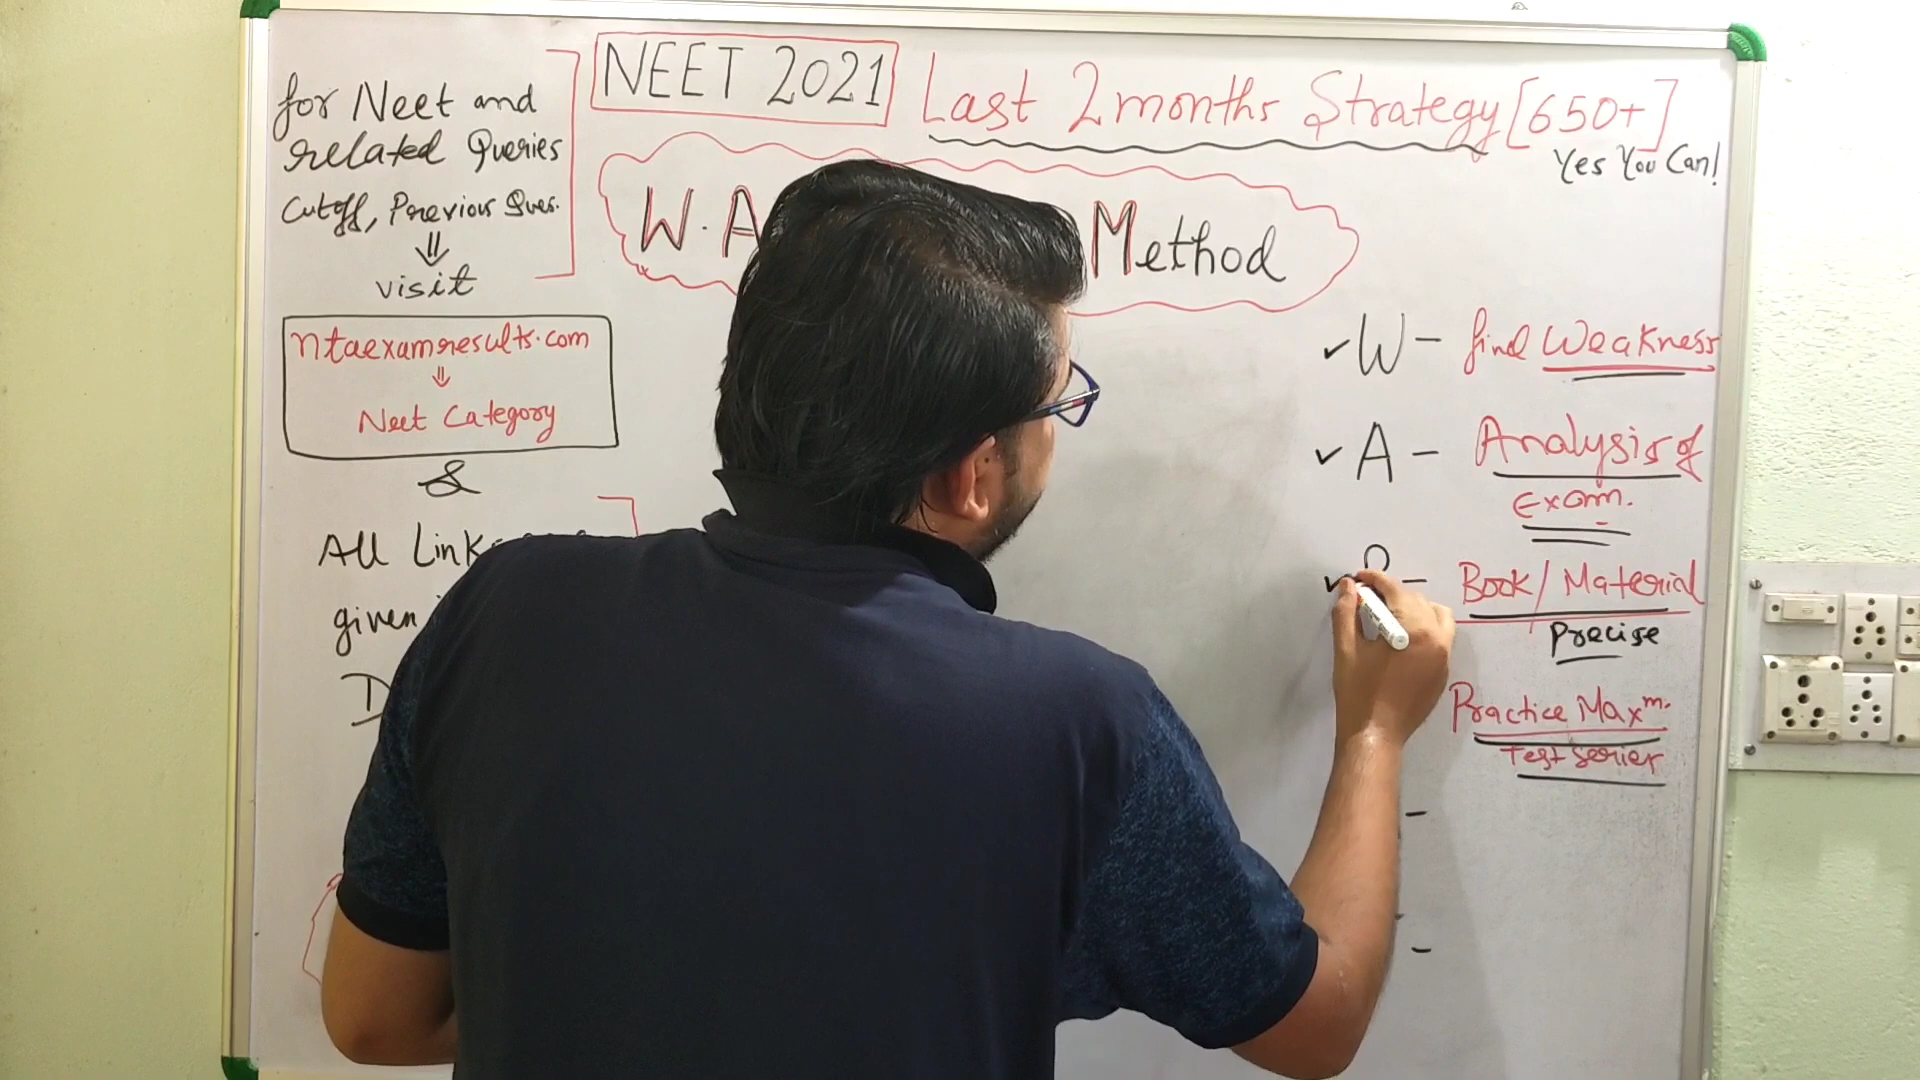 for Neet and
related Queries
Cutoff, Previous Ques.
⇓
visit
ntaexamresults.com
⇓
Neet Category
&
All Links
given
NEET 2021 Last 2 months Strategy [650+]
Yes You Can!
W.A Method
✓ W - find Weakness
✓ A - Analysis of
Exam.
✓ - Book/Material
Precise
Practice Maxm.
Test Series